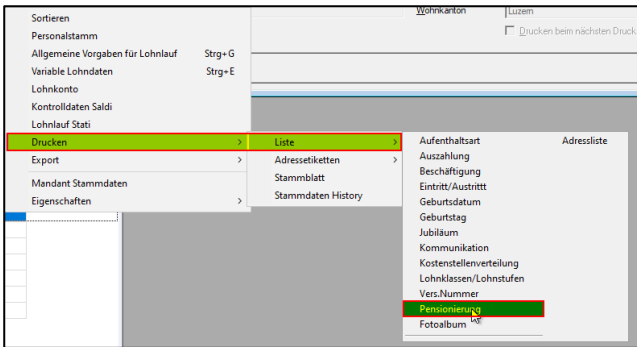 Wohnkanton
Luzern
Drucken beim nächsten Druck
Sortieren
Personalstamm
Allgemeine Vorgaben für Lohnlauf Strg+G
Variable Lohndaten Strg+E
Lohnkonto
Kontrolldaten Saldi
Lohnlauf Stati
Drucken >
Export >
Mandant Stammdaten
Eigenschaften >
Liste >
Adressetiketten >
Stammblatt
Stammdaten History
Aufenthaltsart
Auszahlung
Beschäftigung
Eintritt/Austrittt
Geburtsdatum
Geburtstag
Jubiläum
Kommunikation
Kostenstellenverteilung
Lohnklassen/Lohnstufen
Vers.Nummer
Pensionierung
Fotoalbum
Adressliste